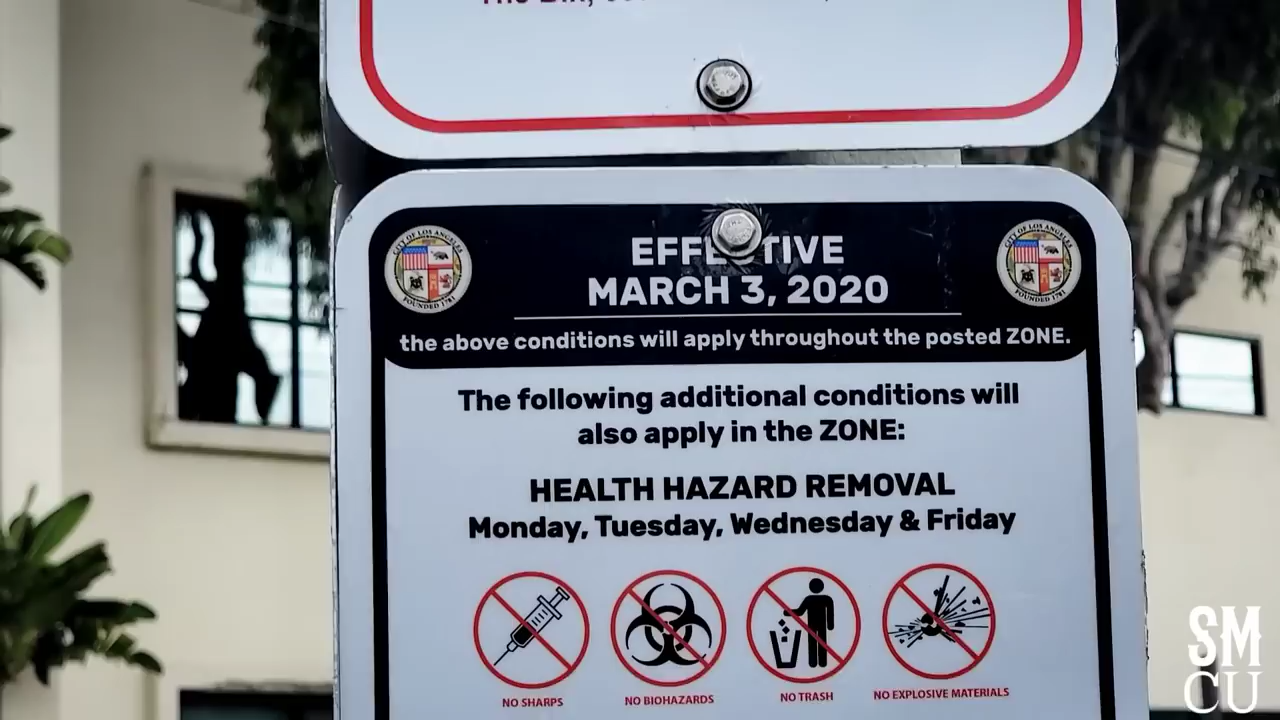 CITY OF LOS ANGELES
FOUNDED 1781
CITY OF LOS ANGELES
FOUNDED 1781
EFFECTIVE
MARCH 3, 2020
the above conditions will apply throughout the posted ZONE.
The following additional conditions will
also apply in the ZONE:
HEALTH HAZARD REMOVAL
Monday, Tuesday, Wednesday & Friday
NO SHARPS
NO BIOHAZARDS
NO TRASH
NO EXPLOSIVE MATERIALS
SM
CU